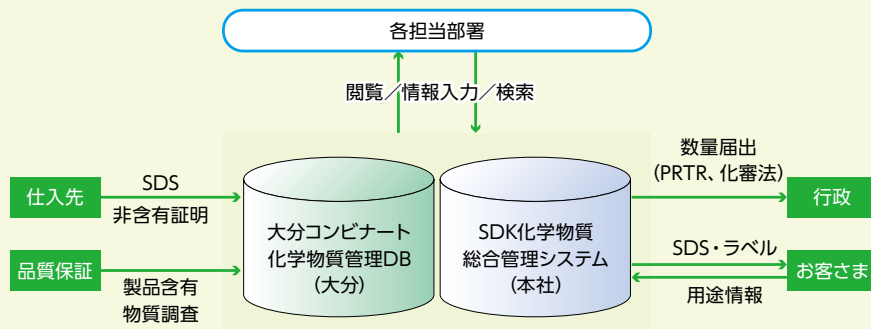 各担当部署
閲覧／情報入力／検索
仕入先
SDS
非含有証明
品質保証
製品含有
物質調査
大分コンビナート
化学物質管理DB
（大分）
SDK化学物質
総合管理システム
（本社）
数量届出
（PRTR、化審法）
行政
SDS・ラベル
お客さま
用途情報